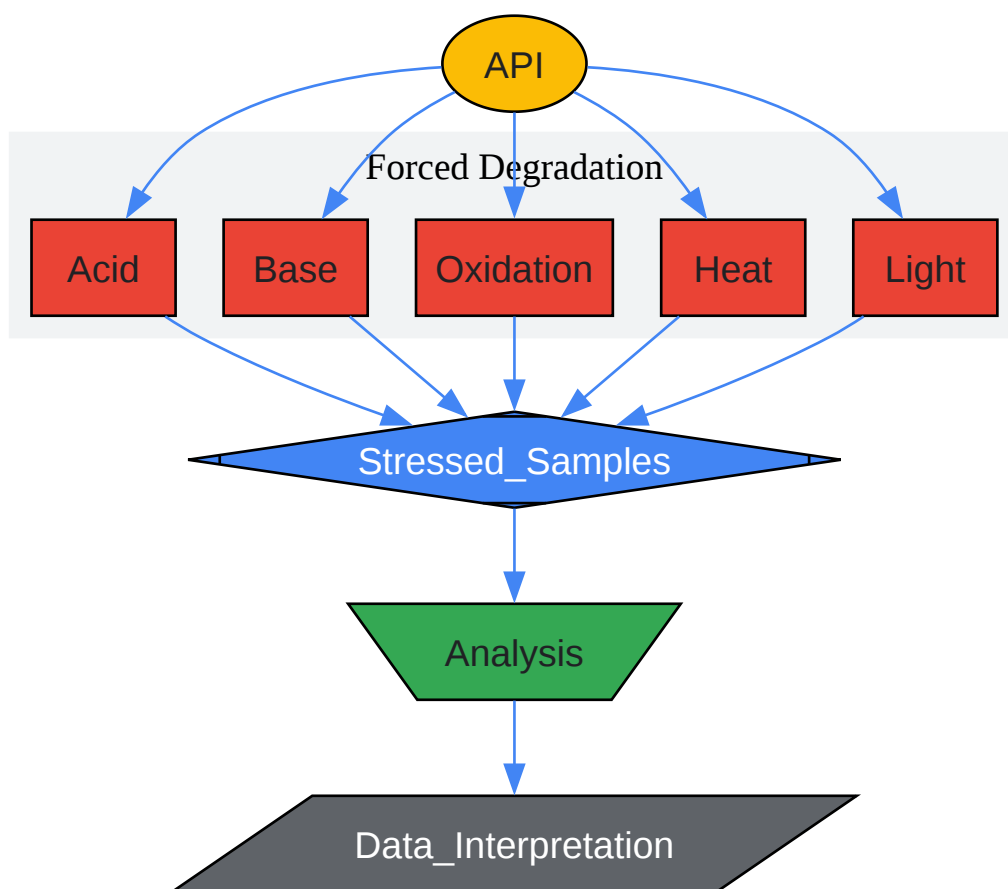 API
Forced Degradation
Acid
Base
Oxidation
Heat
Light
Stressed_Samples
Analysis
Data_Interpretation